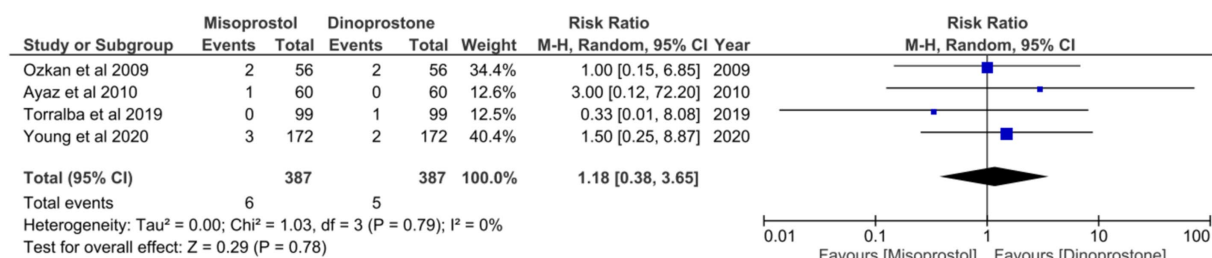 Misoprostol Dinoprostone Risk Ratio Risk Ratio
Study or Subgroup Events Total Events Total Weight M-H, Random, 95% CI Year M-H, Random, 95% CI
Ozkan et al 2009 2 56 2 56 34.4% 1.00 [0.15, 6.85] 2009
Ayaz et al 2010 1 60 0 60 12.6% 3.00 [0.12, 72.20] 2010
Torralba et al 2019 0 99 1 99 12.5% 0.33 [0.01, 8.08] 2019
Young et al 2020 3 172 2 172 40.4% 1.50 [0.25, 8.87] 2020
Total (95% CI) 387 387 100.0% 1.18 [0.38, 3.65]
Total events 6 5
Heterogeneity: Tau² = 0.00; Chi² = 1.03, df = 3 (P = 0.79); I² = 0%
Test for overall effect: Z = 0.29 (P = 0.78)
0.01 0.1 1 10 100
Favours [Misoprostol] Favours [Dinoprostone]